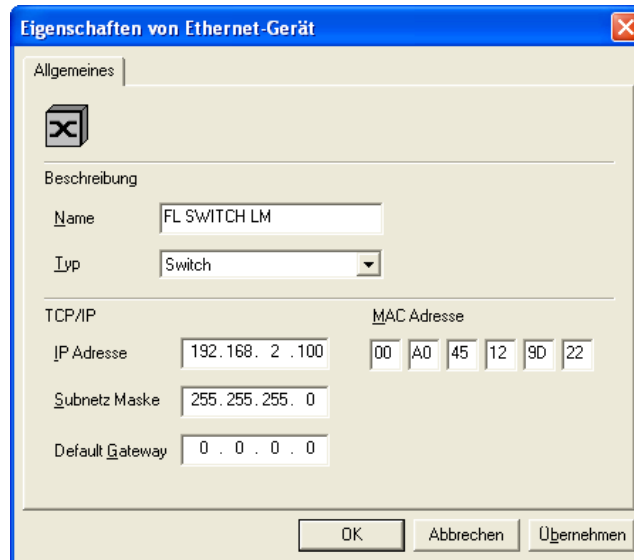 Eigenschaften von Ethernet-Gerät
Allgemeines
Beschreibung
Name FL SWITCH LM
Typ Switch
TCP/IP MAC Adresse
IP Adresse 192.168. 2 .100 00 A0 45 12 9D 22
Subnetz Maske 255.255.255. 0
Default Gateway 0 . 0 . 0 . 0
OK Abbrechen Übernehmen